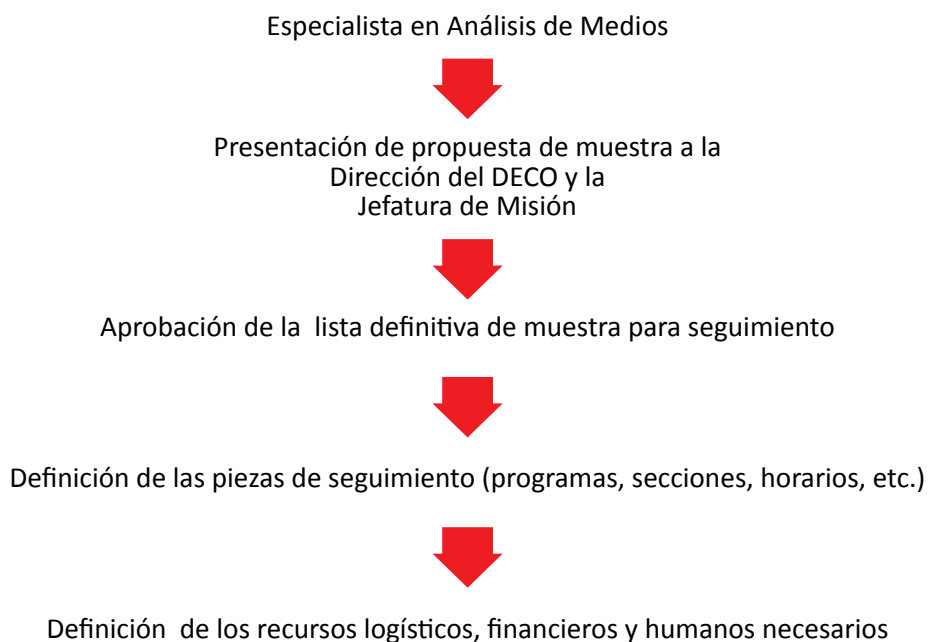 Especialista en Análisis de Medios
Presentación de propuesta de muestra a la
Dirección del DECO y la
Jefatura de Misión
Aprobación de la lista definitiva de muestra para seguimiento
Definición de las piezas de seguimiento (programas, secciones, horarios, etc.)
Definición de los recursos logísticos, financieros y humanos necesarios